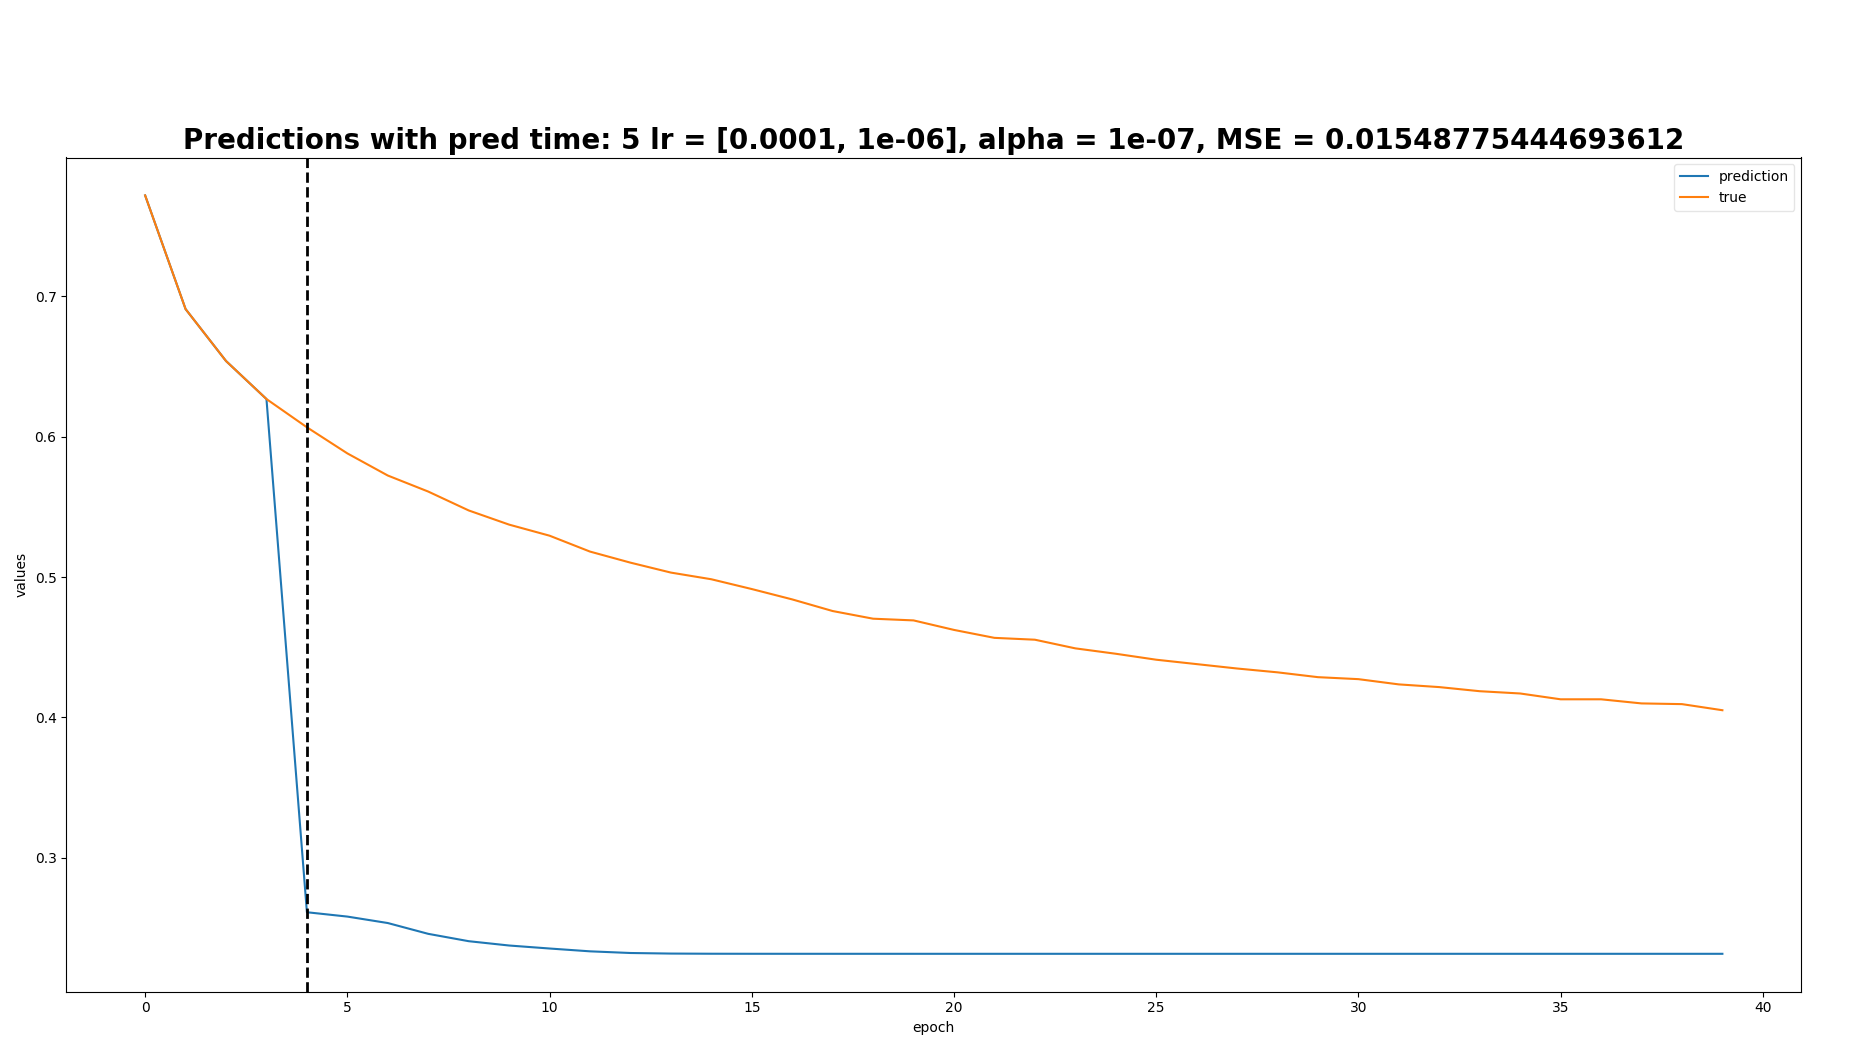 Predictions with pred time: 5 lr = [0.0001, 1e-06], alpha = 1e-07, MSE = 0.01548775444693612
prediction
true
0.7
0.6
0.5
0.4
0.3
values
0 5 10 15 20 25 30 35 40
epoch